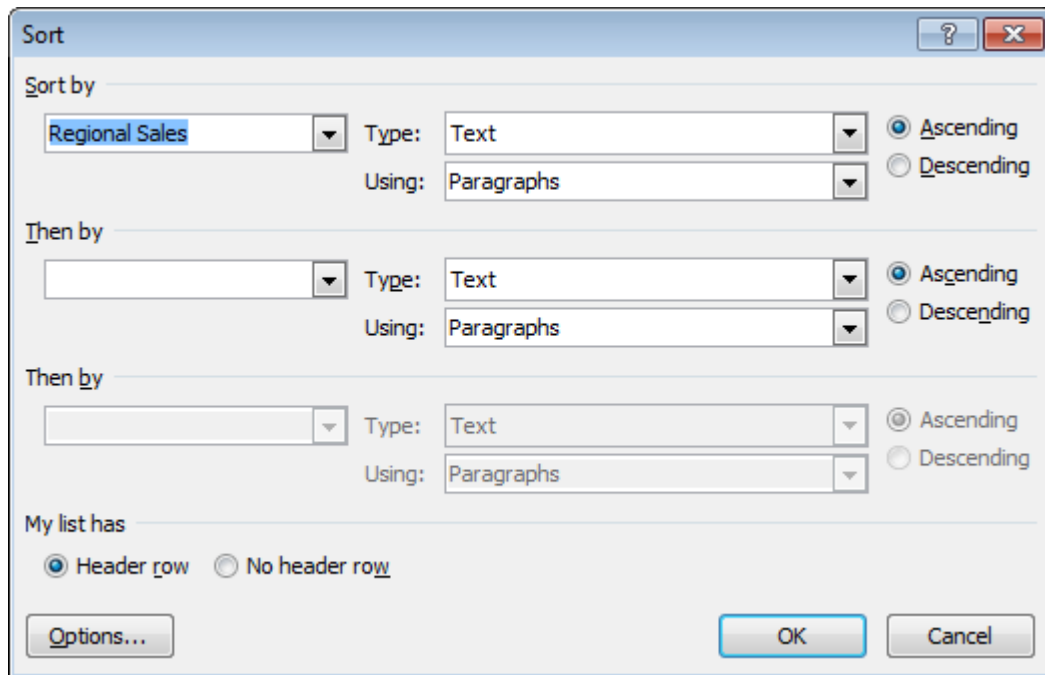 Sort
Sort by
Regional Sales Type: Text Ascending
Using: Paragraphs Descending
Then by
Type: Text Ascending
Using: Paragraphs Descending
Then by
Type: Text Ascending
Using: Paragraphs Descending
My list has
Header row No header row
Options... OK Cancel